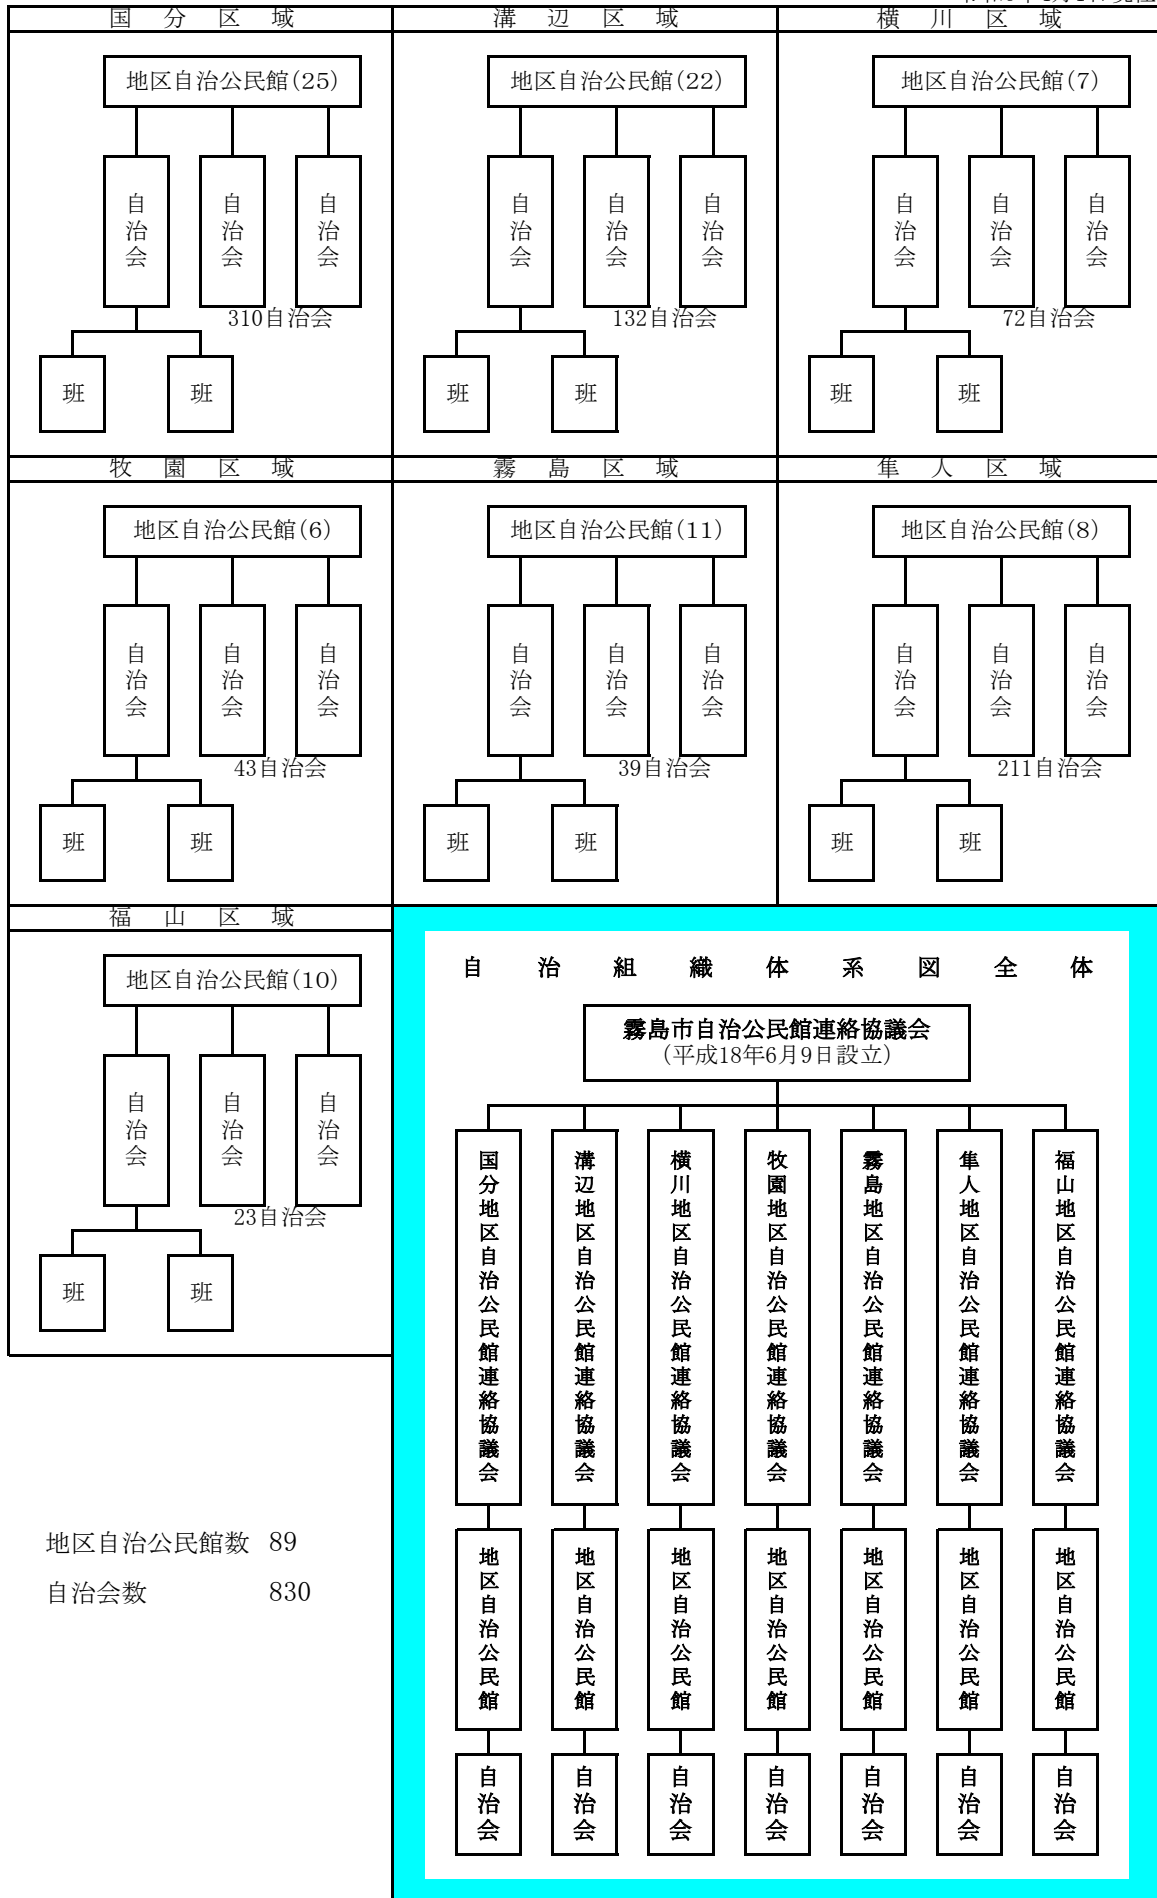 国分区域
地区自治公民館(25)
自治会
自治会
自治会
310自治会
班
班
溝辺区域
地区自治公民館(22)
自治会
自治会
自治会
132自治会
班
班
横川区域
地区自治公民館(7)
自治会
自治会
自治会
72自治会
班
班
牧園区域
地区自治公民館(6)
自治会
自治会
自治会
43自治会
班
班
霧島区域
地区自治公民館(11)
自治会
自治会
自治会
39自治会
班
班
隼人区域
地区自治公民館(8)
自治会
自治会
自治会
211自治会
班
班
福山区域
地区自治公民館(10)
自治会
自治会
自治会
23自治会
班
班
地区自治公民館数 89
自治会数 830
自治組織体系図全体
霧島市自治公民館連絡協議会
(平成18年6月9日設立)
国分地区自治公民館連絡協議会
溝辺地区自治公民館連絡協議会
横川地区自治公民館連絡協議会
牧園地区自治公民館連絡協議会
霧島地区自治公民館連絡協議会
隼人地区自治公民館連絡協議会
福山地区自治公民館連絡協議会
地区自治公民館
地区自治公民館
地区自治公民館
地区自治公民館
地区自治公民館
地区自治公民館
地区自治公民館
自治会
自治会
自治会
自治会
自治会
自治会
自治会